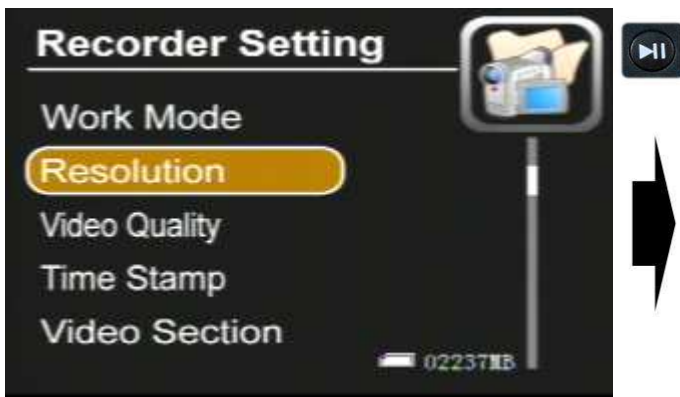 Recorder Setting
Work Mode
Resolution
Video Quality
Time Stamp
Video Section
02237MB